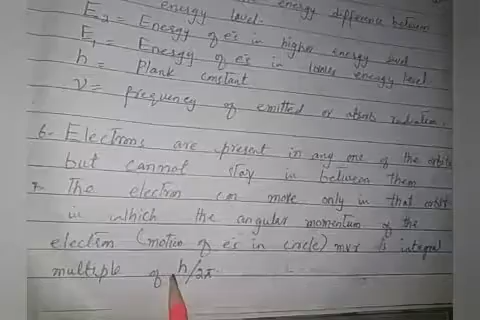 energy difference between
energy level.
E2 = Energy of e's in higher energy level
E1 = Energy of e's in lower energy level.
h = Plank constant
ν = frequency of emitted or absorb radiation.
6- Electrons are present in any one of the orbits
but cannot stay in between them
7- The electron can move only in that orbit
in which the angular momentum of the
electron (motion of e's in circle) mvr is integral
multiple of h/2π.